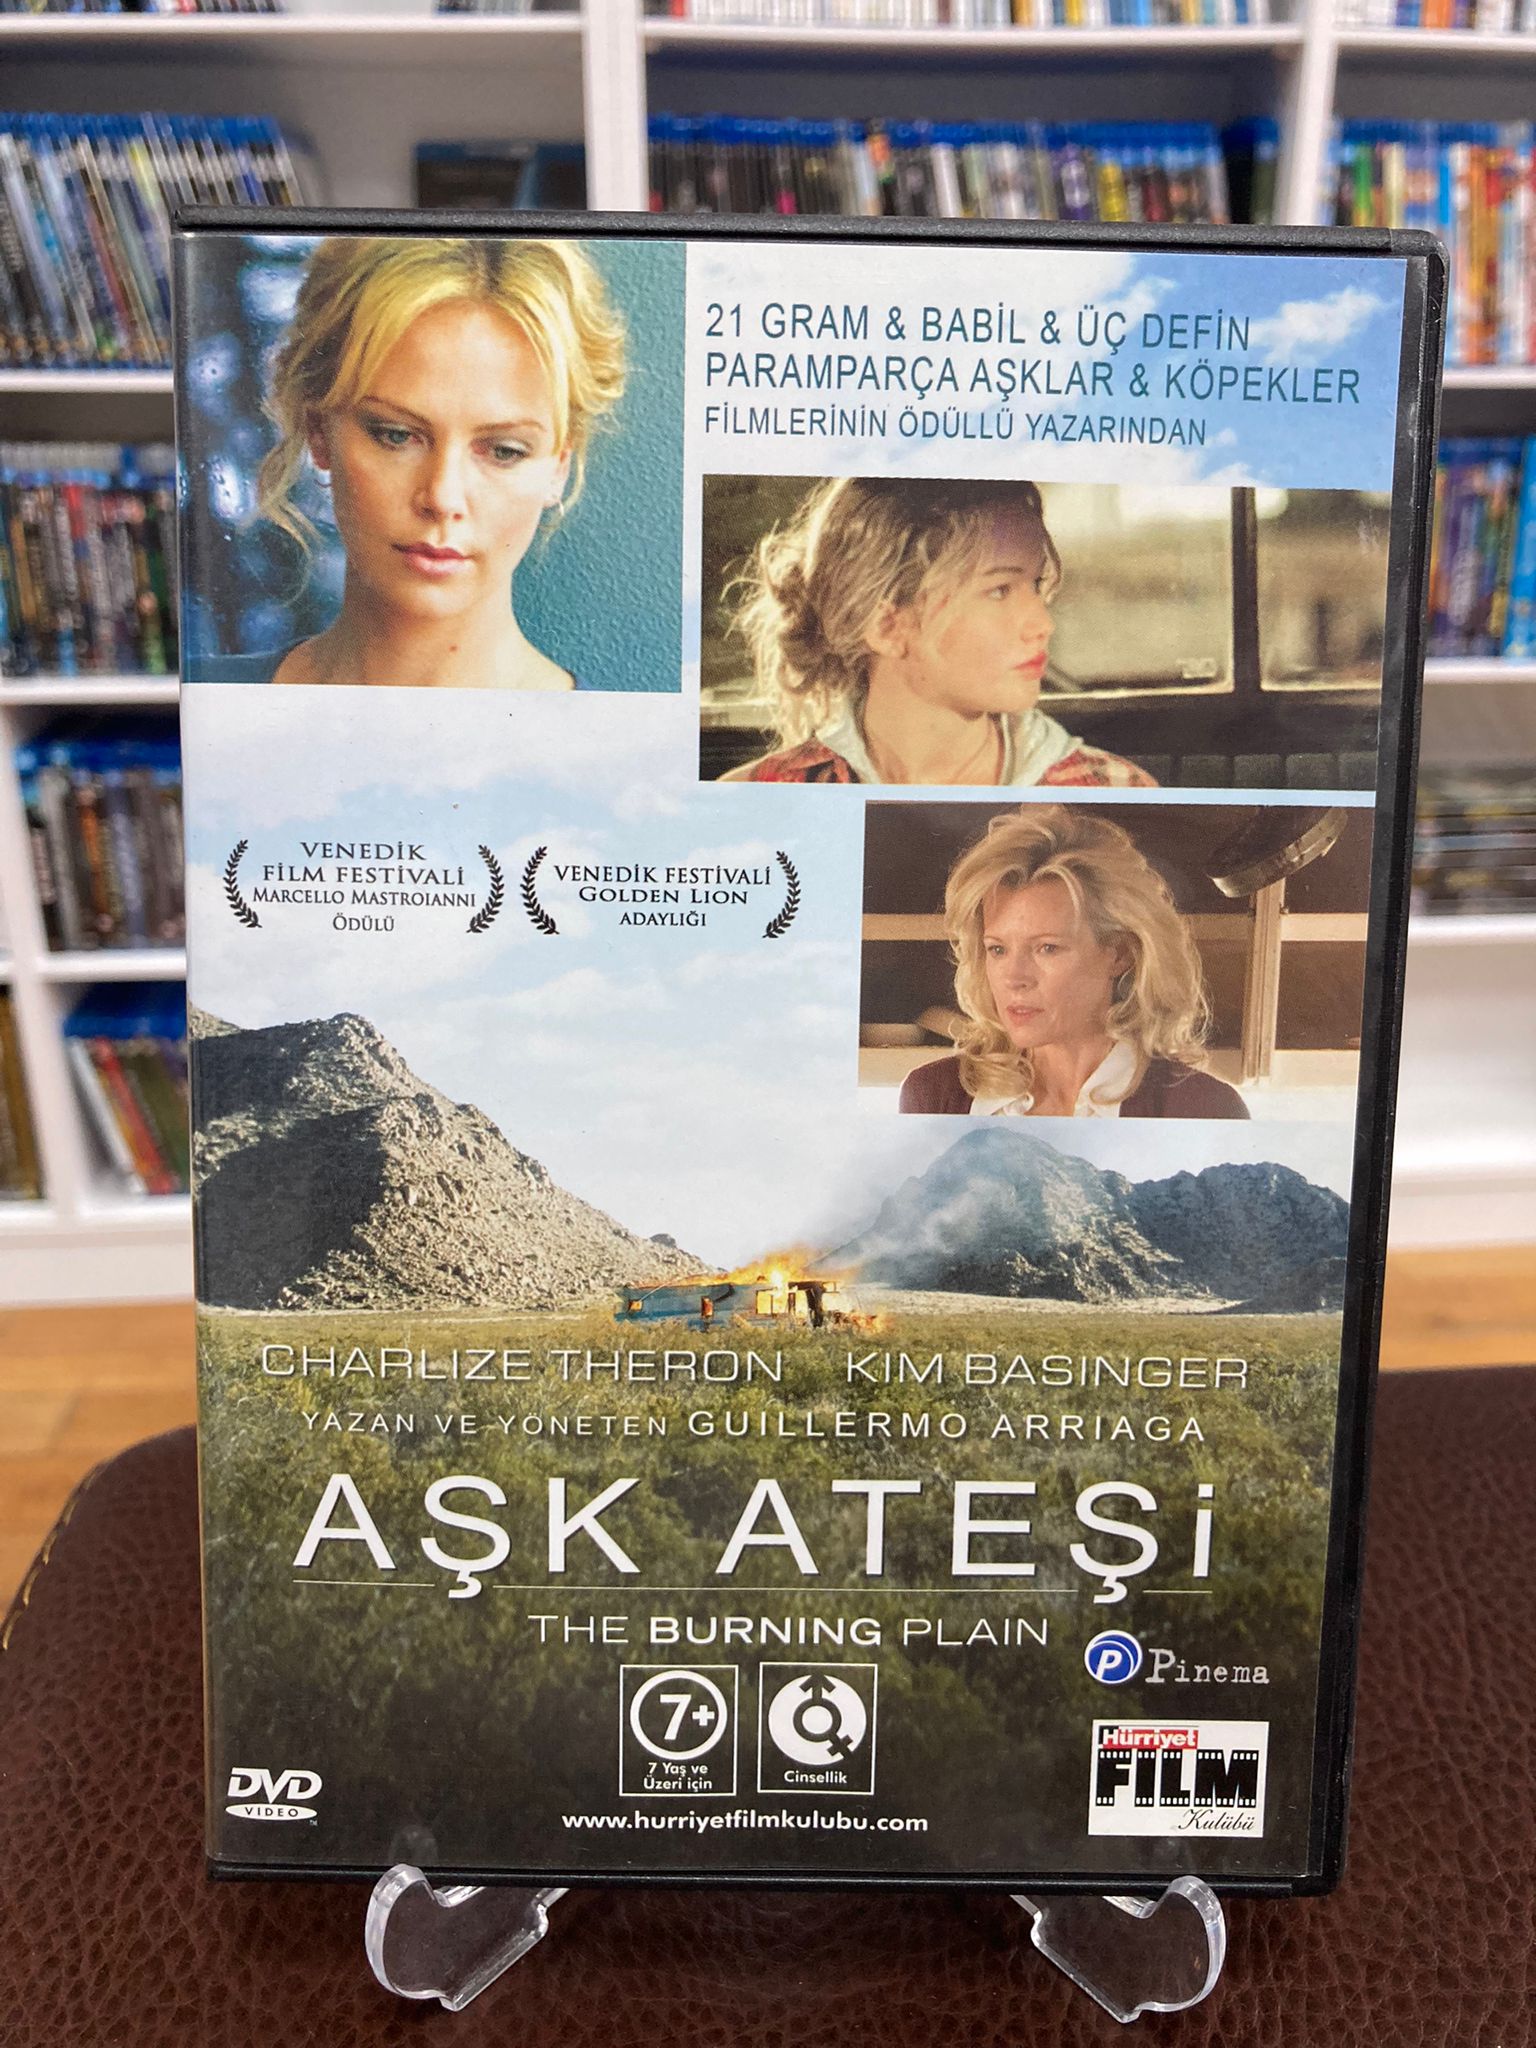 21 GRAM & BABİL & ÜÇ DEFİN
PARAMPARÇA AŞKLAR & KÖPEKLER
FİLMLERİNİN ÖDÜLLÜ YAZARINDAN
VENEDİK
FİLM FESTİVALİ
MARCELLO MASTROIANNI
ÖDÜLÜ
VENEDİK FESTİVALİ
GOLDEN LION
ADAYLIĞI
CHARLIZE THERON KIM BASINGER
YAZAN VE YÖNETEN GUILLERMO ARRIAGA
AŞK ATEŞi
THE BURNING PLAIN
P Pinema
7+
7 Yaş ve
Üzeri için
Cinsellik
Hürriyet
FILM
Kulübü
DVD
VIDEO
TM
www.hurriyetfilmkulubu.com